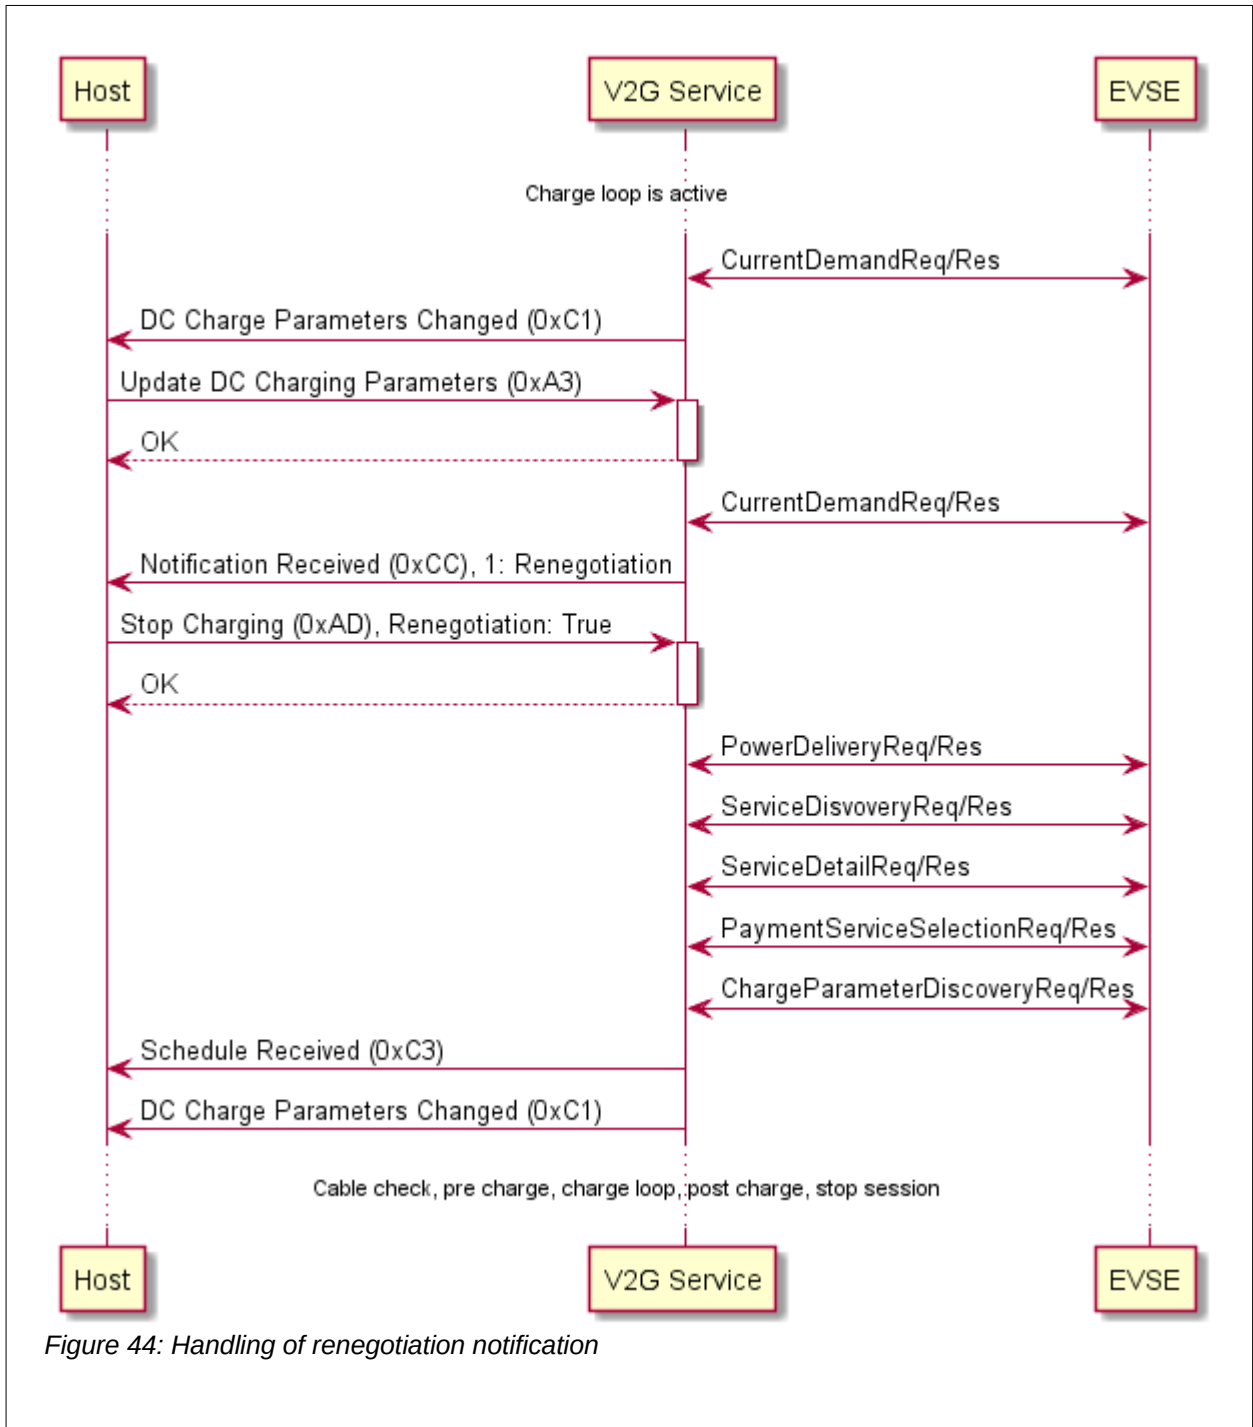 Host V2G Service EVSE
Charge loop is active
CurrentDemandReq/Res
DC Charge Parameters Changed (0xC1)
Update DC Charging Parameters (0xA3)
OK
CurrentDemandReq/Res
Notification Received (0xCC), 1: Renegotiation
Stop Charging (0xAD), Renegotiation: True
OK
PowerDeliveryReq/Res
ServiceDisvoveryReq/Res
ServiceDetailReq/Res
PaymentServiceSelectionReq/Res
ChargeParameterDiscoveryReq/Res
Schedule Received (0xC3)
DC Charge Parameters Changed (0xC1)
Cable check, pre charge, charge loop, post charge, stop session
Host V2G Service EVSE
Figure 44: Handling of renegotiation notification